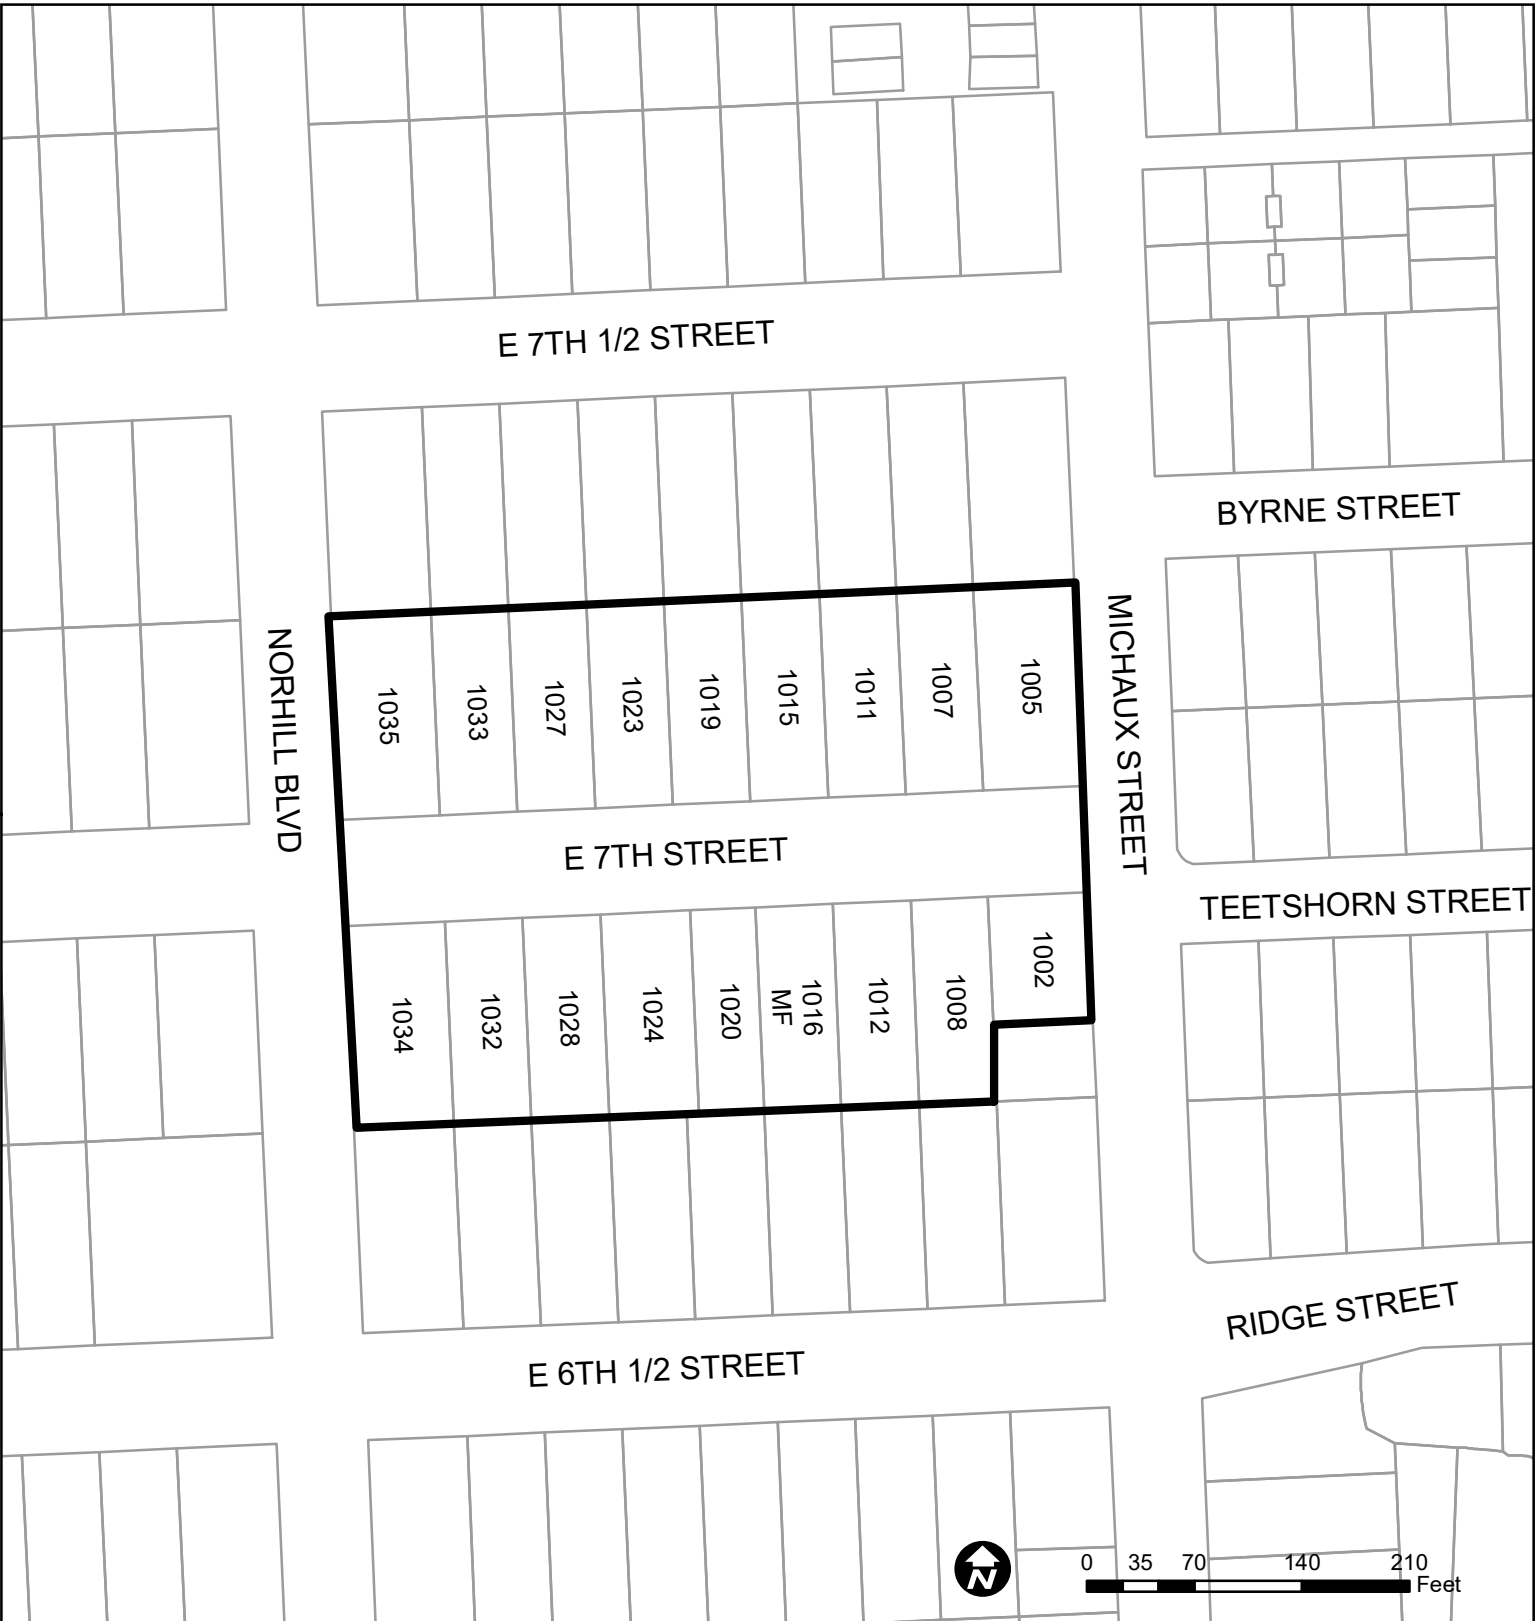 E 7TH 1/2 STREET
BYRNE STREET
NORHILL BLVD
1035
1033
1027
1023
1019
1015
1011
1007
1005
MICHAUX STREET
E 7TH STREET
TEETSHORN STREET
1034
1032
1028
1024
1020
1016
MF
1012
1008
1002
RIDGE STREET
E 6TH 1/2 STREET
N
0 35 70 140 210
Feet